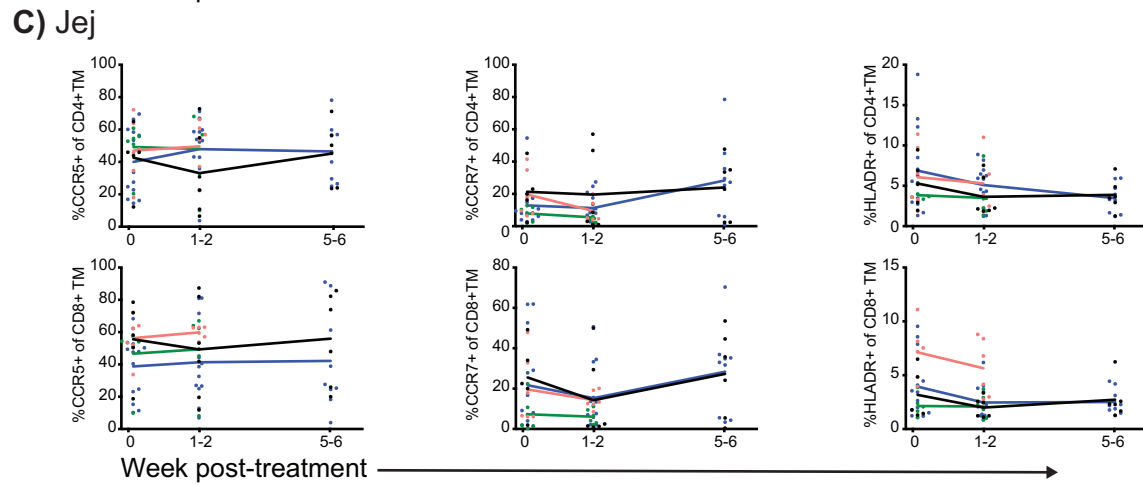 C) Jej
%CCR5+ of CD4+TM
100
80
60
40
20
0
0 1-2 5-6
%CCR7+ of CD4+TM
100
80
60
40
20
0
0 1-2 5-6
%HLADR+ of CD4+TM
20
15
10
5
0
0 1-2 5-6
%CCR5+ of CD8+ TM
100
80
60
40
20
0
0 1-2 5-6
%CCR7+ of CD8+TM
80
60
40
20
0
0 1-2 5-6
%HLADR+ of CD8+ TM
15
10
5
0
0 1-2 5-6
Week post-treatment